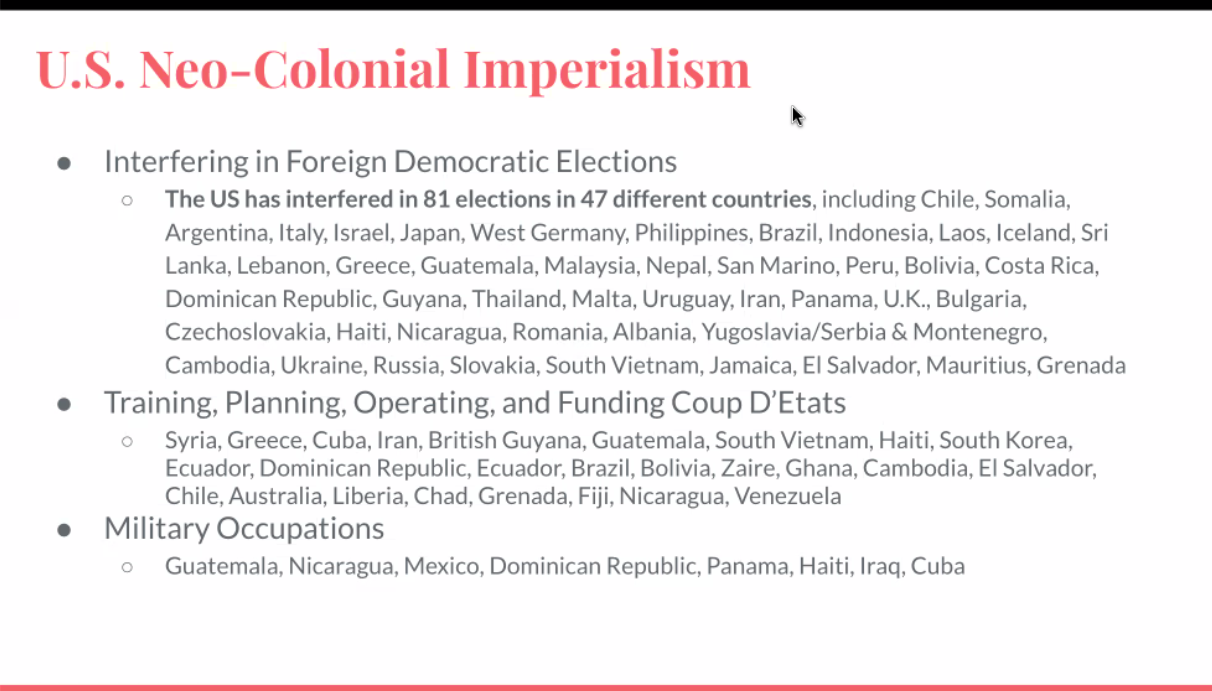 U.S. Neo-Colonial Imperialism
● Interfering in Foreign Democratic Elections
○ The US has interfered in 81 elections in 47 different countries, including Chile, Somalia,
Argentina, Italy, Israel, Japan, West Germany, Philippines, Brazil, Indonesia, Laos, Iceland, Sri
Lanka, Lebanon, Greece, Guatemala, Malaysia, Nepal, San Marino, Peru, Bolivia, Costa Rica,
Dominican Republic, Guyana, Thailand, Malta, Uruguay, Iran, Panama, U.K., Bulgaria,
Czechoslovakia, Haiti, Nicaragua, Romania, Albania, Yugoslavia/Serbia & Montenegro,
Cambodia, Ukraine, Russia, Slovakia, South Vietnam, Jamaica, El Salvador, Mauritius, Grenada
● Training, Planning, Operating, and Funding Coup D’Etats
○ Syria, Greece, Cuba, Iran, British Guyana, Guatemala, South Vietnam, Haiti, South Korea,
Ecuador, Dominican Republic, Ecuador, Brazil, Bolivia, Zaire, Ghana, Cambodia, El Salvador,
Chile, Australia, Liberia, Chad, Grenada, Fiji, Nicaragua, Venezuela
● Military Occupations
○ Guatemala, Nicaragua, Mexico, Dominican Republic, Panama, Haiti, Iraq, Cuba